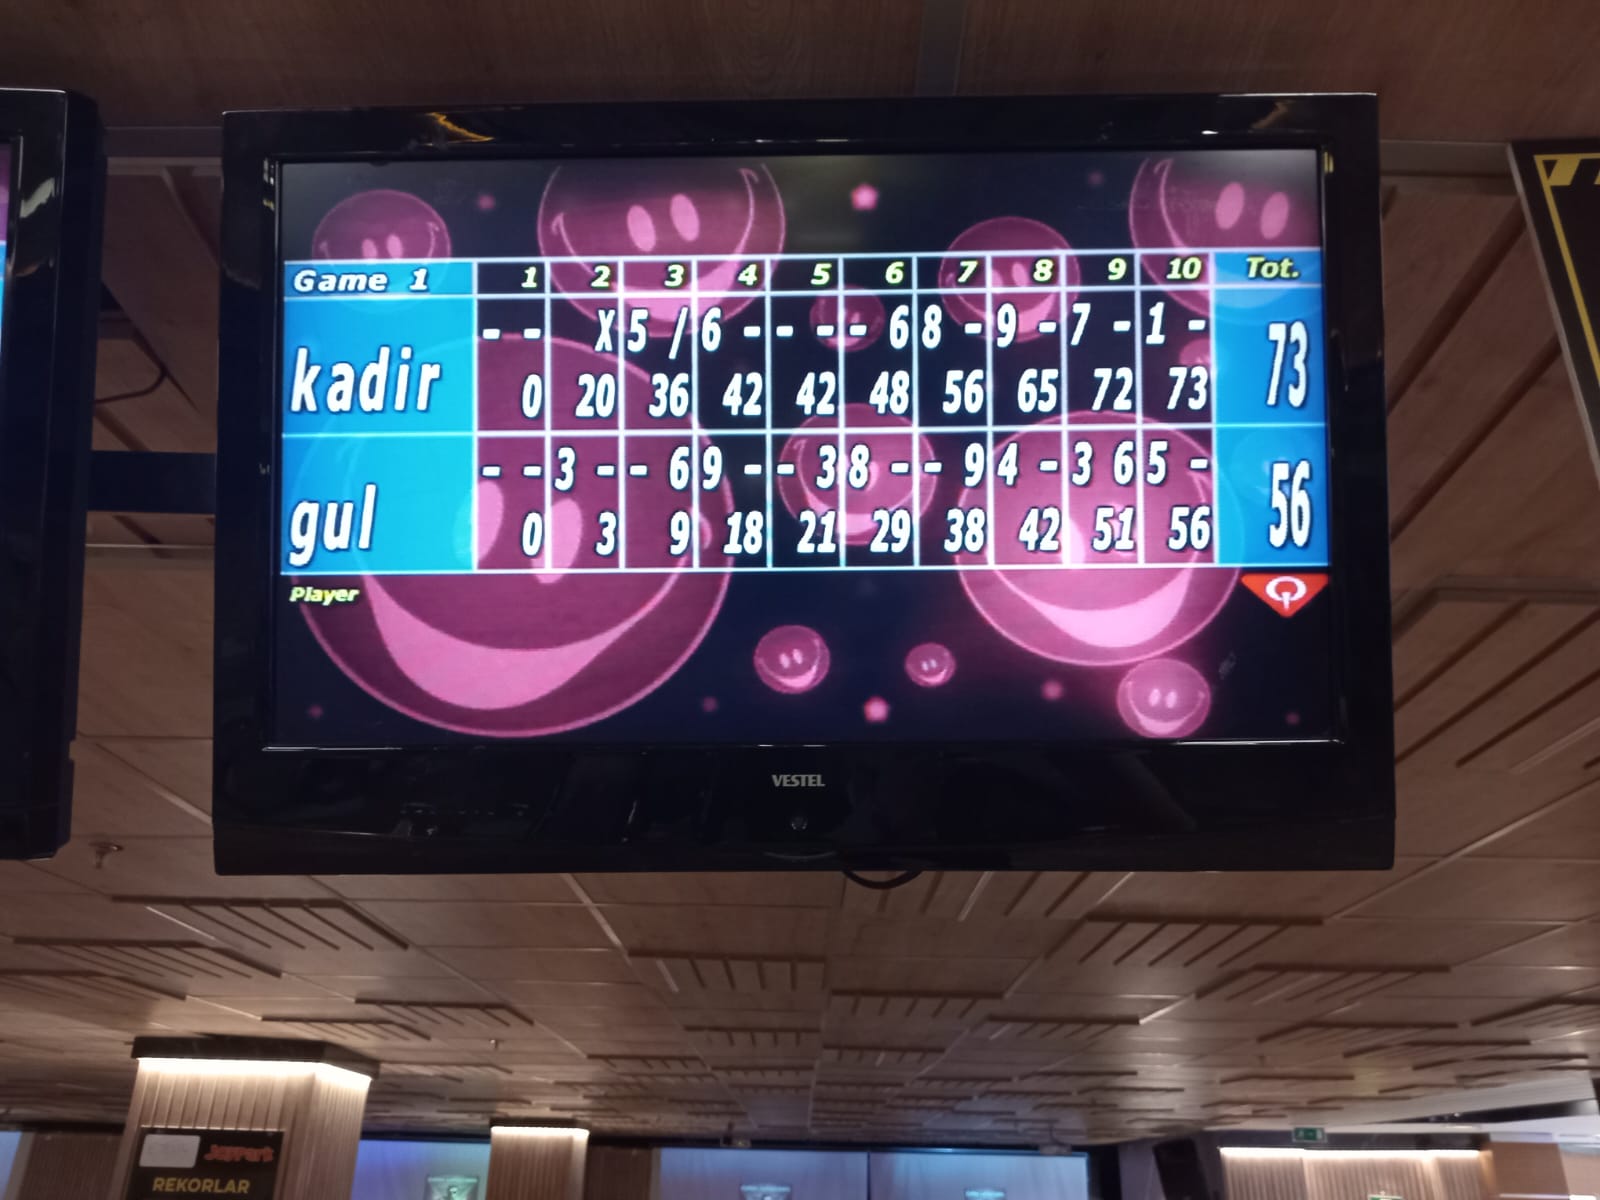 Game 1 1 2 3 4 5 6 7 8 9 10 Tot.
kadir - - X 5 / 6 - - - - 6 8 - 9 - 7 - 1 - 73
0 20 36 42 42 48 56 65 72 73
gul - - 3 - - 6 9 - - 3 8 - - 9 4 - 3 6 5 - 56
0 3 9 18 21 29 38 42 51 56
Player
Q
VESTEL
REKORLAR